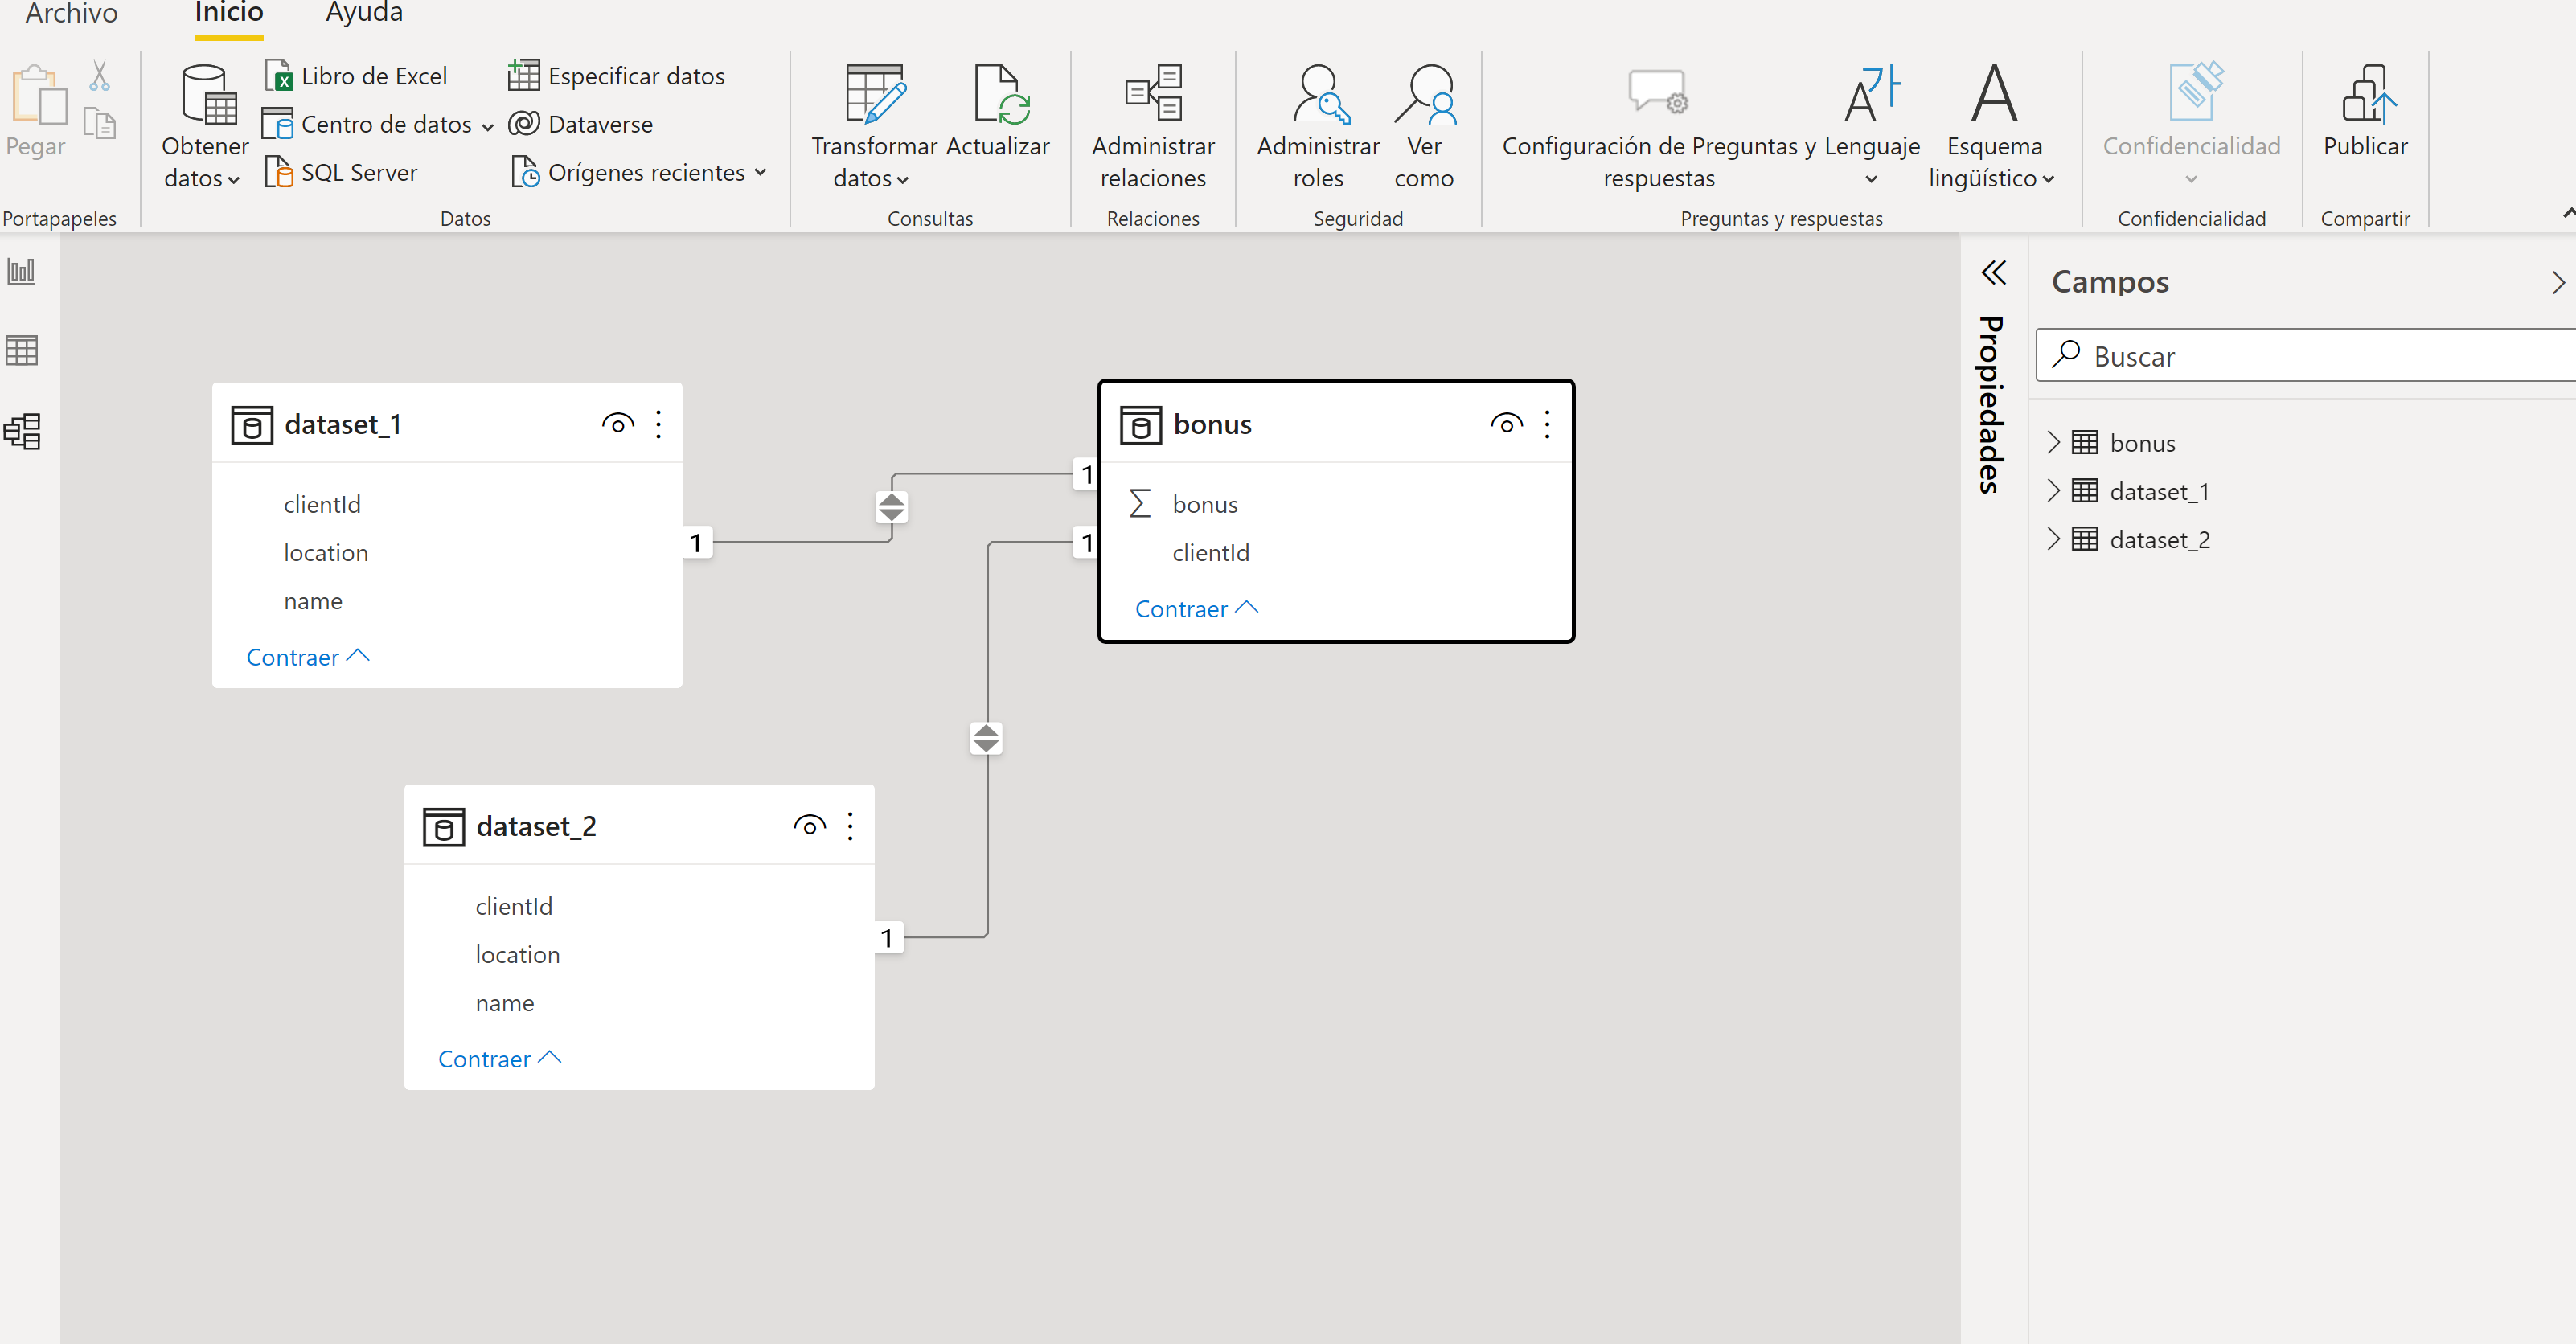 Archivo Inicio Ayuda
Pegar
Portapapeles
Obtener
datos
Libro de Excel
Centro de datos
SQL Server
Especificar datos
Dataverse
Orígenes recientes
Datos
Transformar
datos
Actualizar
Consultas
Administrar
relaciones
Relaciones
Administrar
roles
Ver
como
Seguridad
Configuración de Preguntas y
respuestas
Lenguaje
Esquema
lingüístico
Preguntas y respuestas
Confidencialidad
Confidencialidad
Publicar
Compartir
dataset_1
clientId
location
name
Contraer
1
1
1
bonus
Σ bonus
clientId
Contraer
dataset_2
clientId
location
name
Contraer
1
Propiedades
Campos
Buscar
bonus
dataset_1
dataset_2